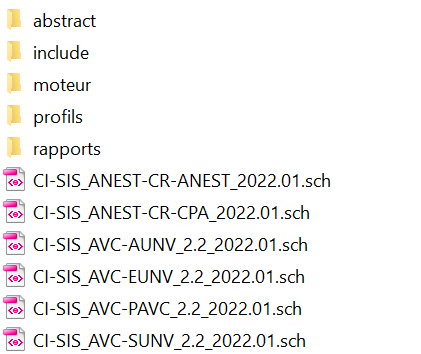 abstract
include
moteur
profils
rapports
CI-SIS_ANEST-CR-ANEST_2022.01.sch
CI-SIS_ANEST-CR-CPA_2022.01.sch
CI-SIS_AVC-AUNV_2.2_2022.01.sch
CI-SIS_AVC-EUNV_2.2_2022.01.sch
CI-SIS_AVC-PAVC_2.2_2022.01.sch
CI-SIS_AVC-SUNV_2.2_2022.01.sch